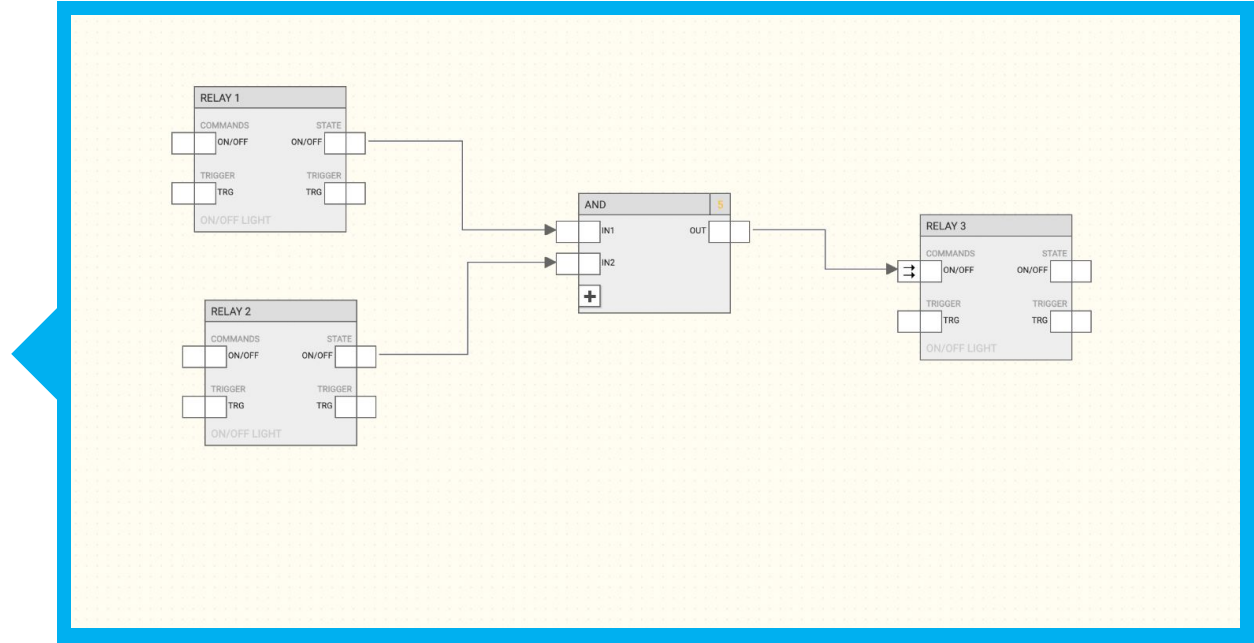 RELAY 1
COMMANDS STATE
ON/OFF ON/OFF
TRIGGER TRIGGER
TRG TRG
ON/OFF LIGHT
RELAY 2
COMMANDS STATE
ON/OFF ON/OFF
TRIGGER TRIGGER
TRG TRG
ON/OFF LIGHT
AND S
IN1 OUT
IN2
RELAY 3
COMMANDS STATE
ON/OFF ON/OFF
TRIGGER TRIGGER
TRG TRG
ON/OFF LIGHT